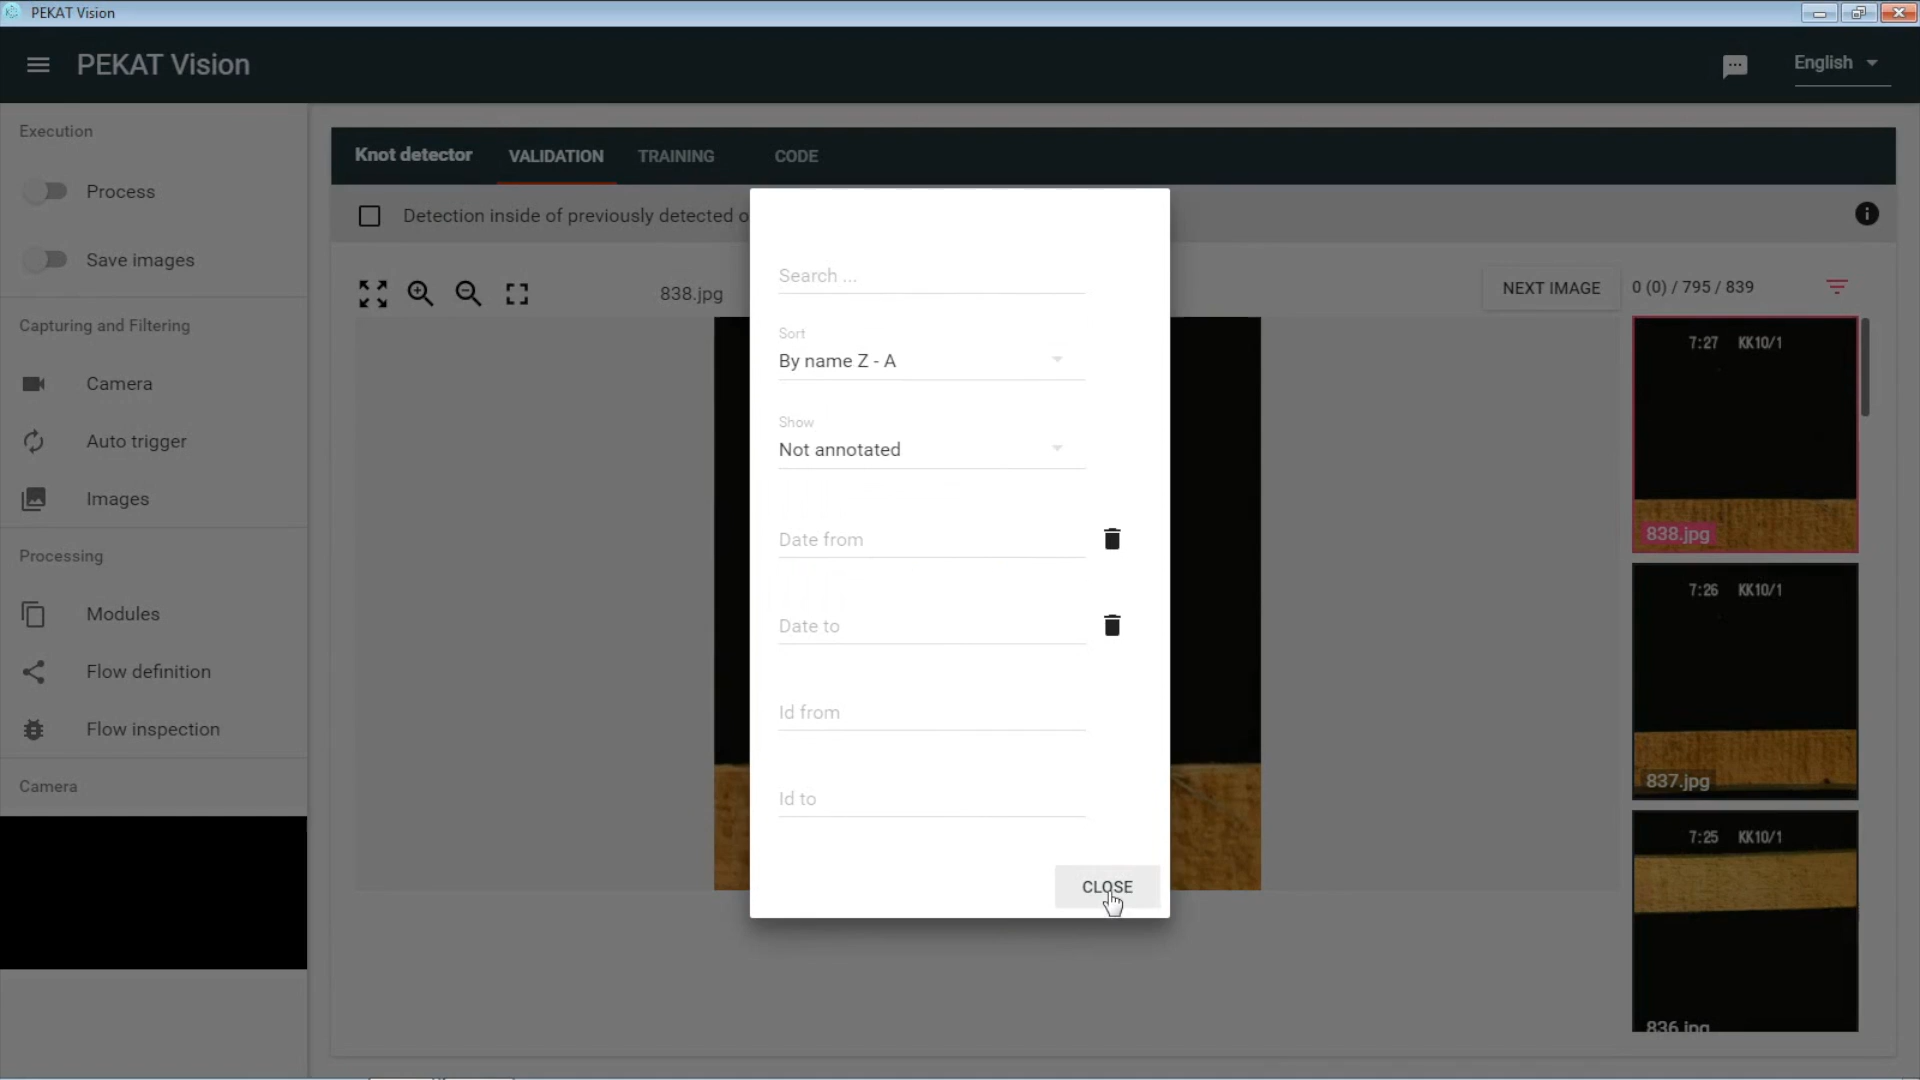 PEKAT Vision
PEKAT Vision
English
Execution
Process
Save images
Capturing and Filtering
Camera
Auto trigger
Images
Processing
Modules
Flow definition
Flow inspection
Camera
Knot detector
VALIDATION
TRAINING
CODE
Detection inside of previously detected o
838.jpg
NEXT IMAGE
0 (0) / 795 / 839
Search ...
Sort
By name Z - A
Show
Not annotated
Date from
Date to
Id from
Id to
CLOSE
7:27 KK10/1
838.jpg
7:26 KK10/1
837.jpg
7:25 KK10/1
836.jpg